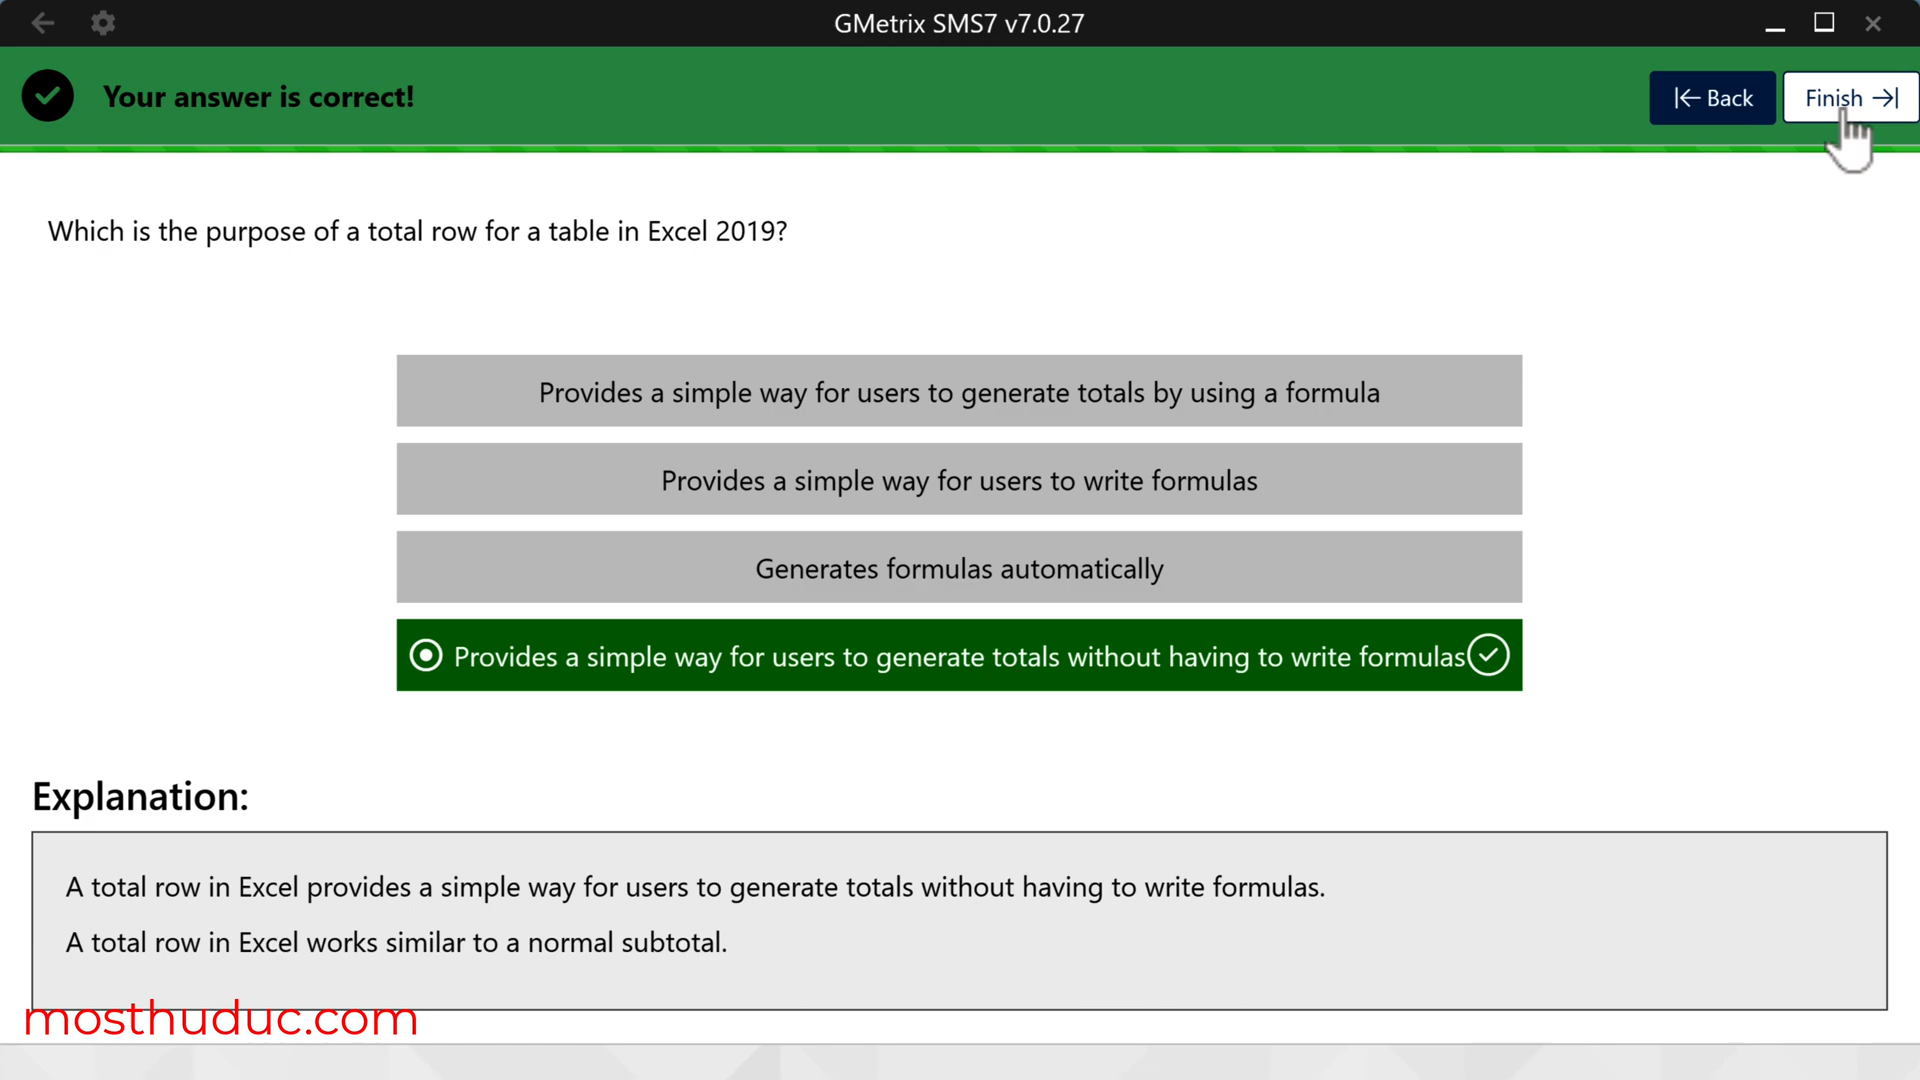 GMetrix SMS7 v7.0.27
Your answer is correct!
Back
Finish
Which is the purpose of a total row for a table in Excel 2019?
Provides a simple way for users to generate totals by using a formula
Provides a simple way for users to write formulas
Generates formulas automatically
Provides a simple way for users to generate totals without having to write formulas
Explanation:
A total row in Excel provides a simple way for users to generate totals without having to write formulas.
A total row in Excel works similar to a normal subtotal.
mosthuduc.com